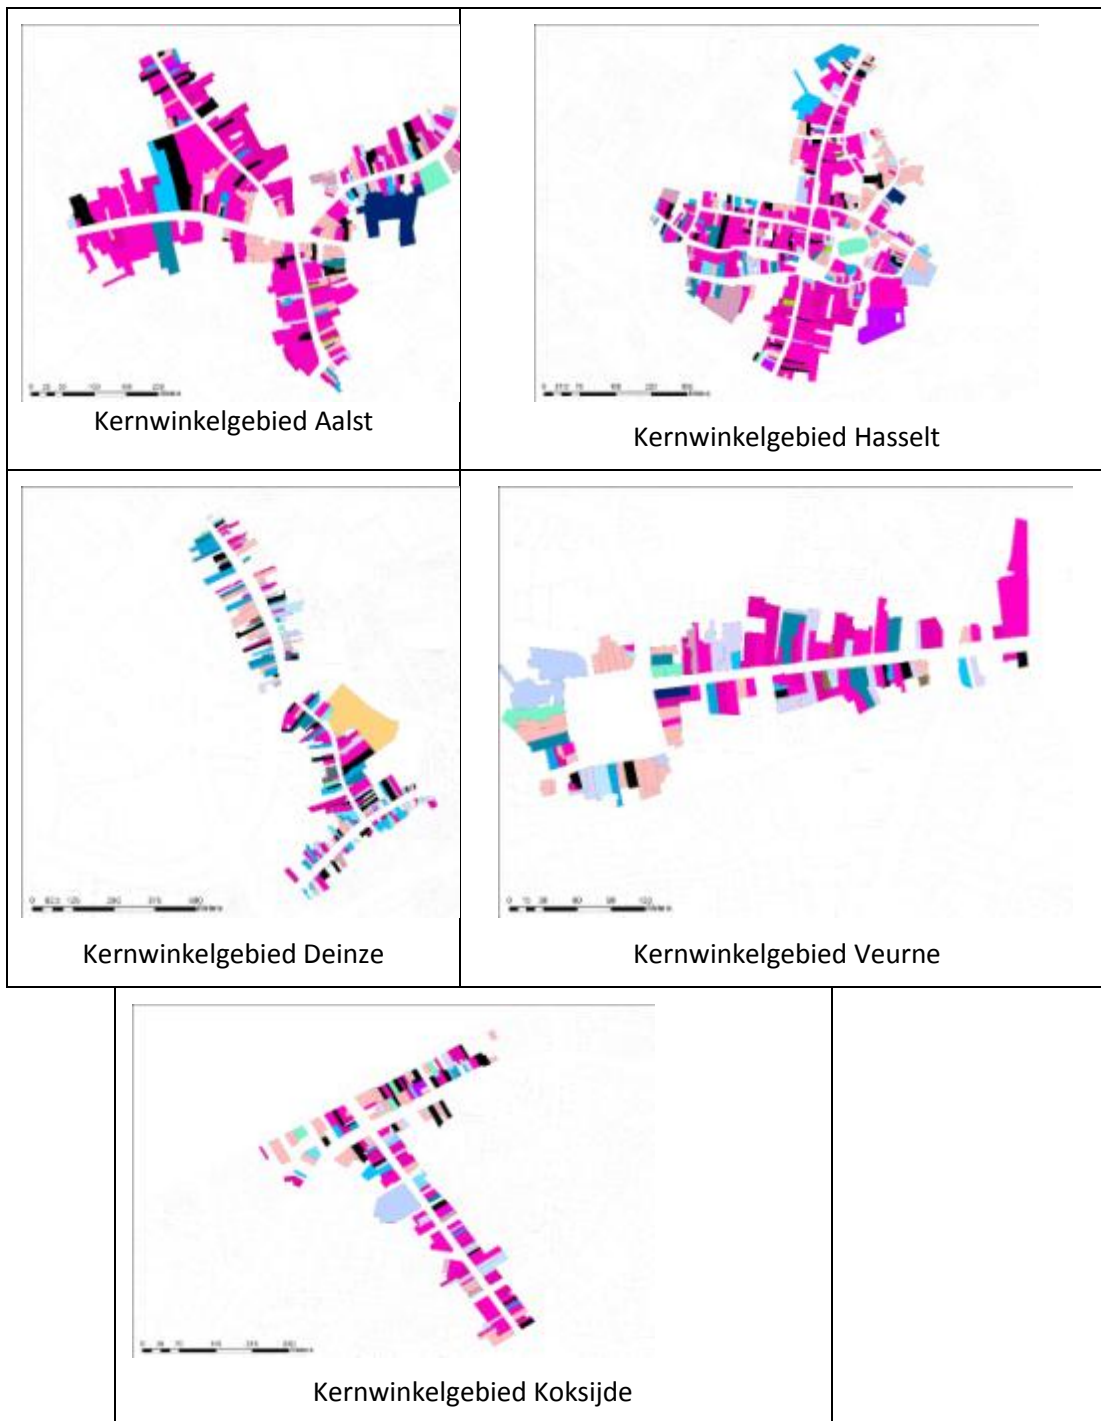 Kernwinkelgebied Aalst
Kernwinkelgebied Hasselt
Kernwinkelgebied Deinze
Kernwinkelgebied Veurne
Kernwinkelgebied Koksijde